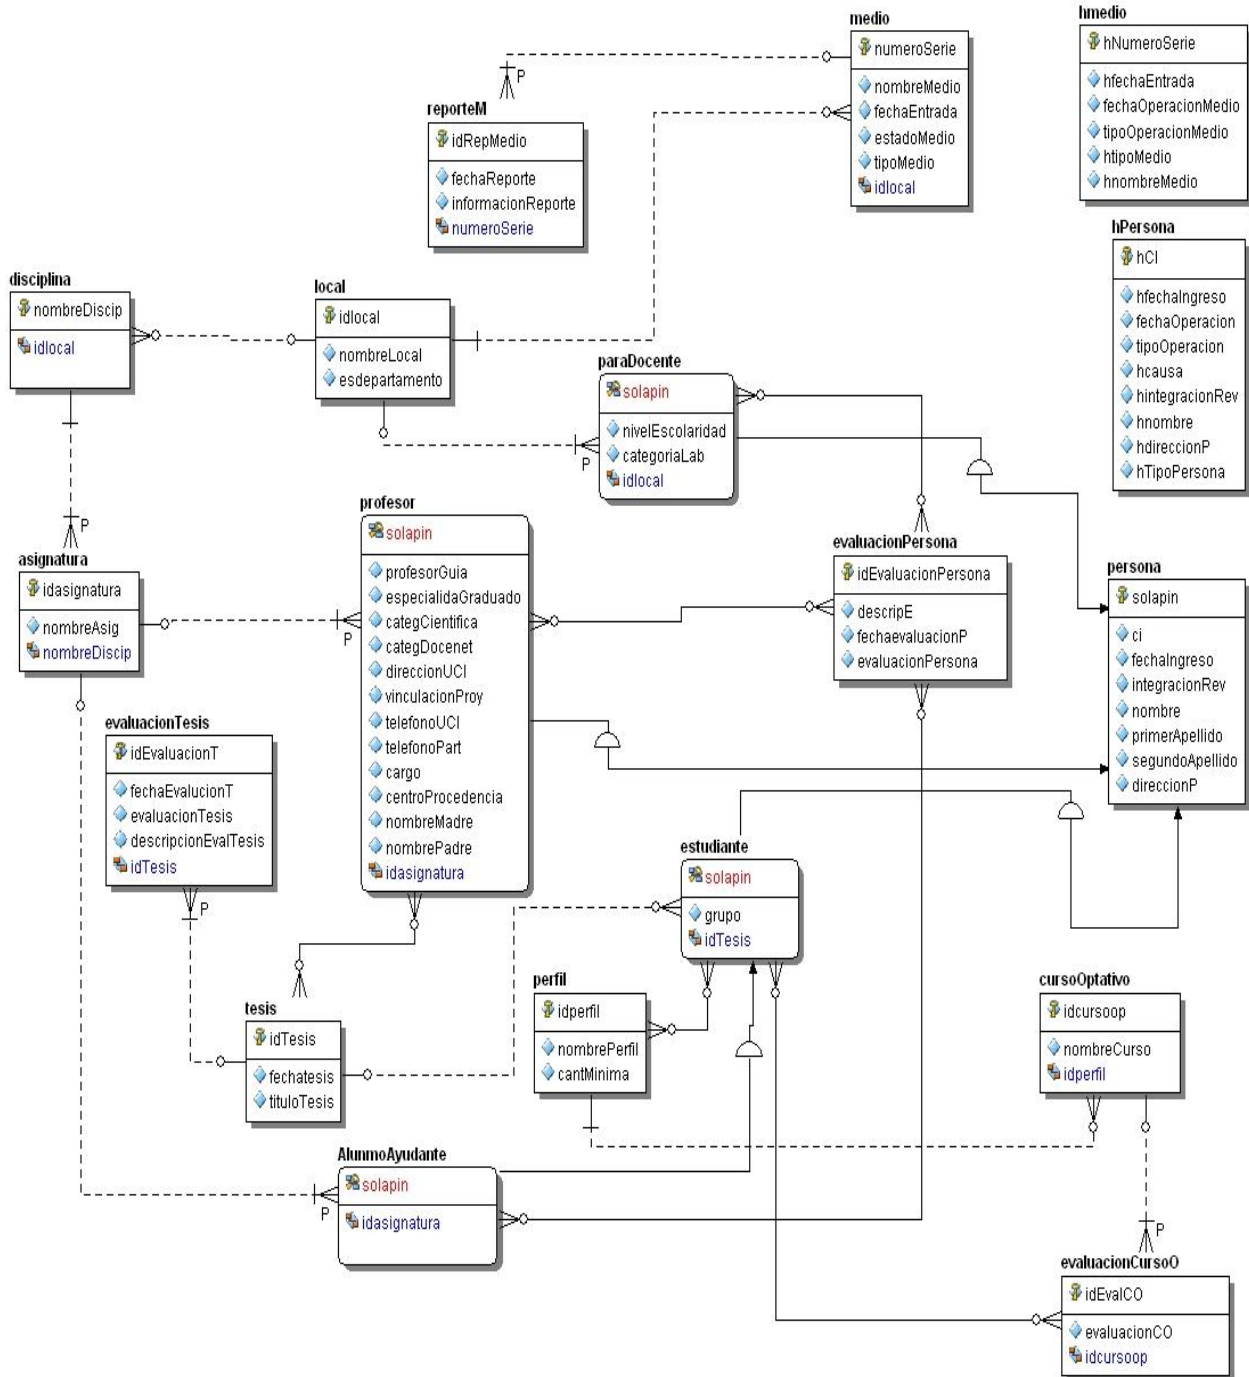 medio
numeroSerie
nombreMedio
fechaEntrada
estadoMedio
tipoMedio
idlocal
hmedio
hNumeroSerie
hfechaEntrada
fechaOperacionMedio
tipoOperacionMedio
htipoMedio
hnombreMedio
P
reporteM
idRepMedio
fechaReporte
informacionReporte
numeroSerie
hPersona
hCI
hfechaIngreso
fechaOperacion
tipoOperacion
hcausa
hintegracionRev
hnombre
hdireccionP
hTipoPersona
disciplina
nombreDiscip
idlocal
local
idlocal
nombreLocal
esdepartamento
paraDocente
solapin
nivelEscolaridad
categoriaLab
idlocal
P
P
profesor
solapin
profesorGuia
especialidaGraduado
categCientifica
categDocenet
direccionUCI
vinculacionProy
telefonoUCI
telefonoPart
cargo
centroProcedencia
nombreMadre
nombrePadre
idasignatura
evaluacionPersona
idEvaluacionPersona
descripE
fechaevaluacionP
evaluacionPersona
persona
solapin
ci
fechaIngreso
integracionRev
nombre
primerApellido
segundoApellido
direccionP
asignatura
idasignatura
nombreAsig
nombreDiscip
P
evaluacionTesis
idEvaluacionT
fechaEvalucionT
evaluacionTesis
descripcionEvalTesis
idTesis
P
estudiante
solapin
grupo
idTesis
tesis
idTesis
fechatesis
tituloTesis
perfil
idperfil
nombrePerfil
cantMinima
cursoOptativo
idcursoop
nombreCurso
idperfil
AlunmoAyudante
solapin
idasignatura
P
P
evaluacionCursoO
idEvalCO
evaluacionCO
idcursoop